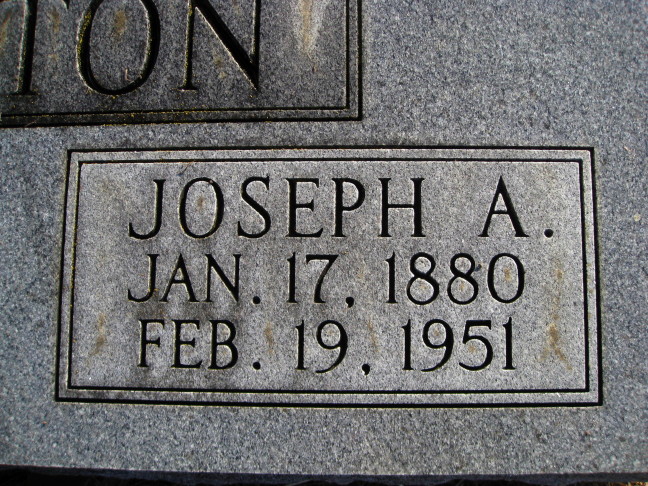 TON
JOSEPH A.
JAN. 17, 1880
FEB. 19, 1951